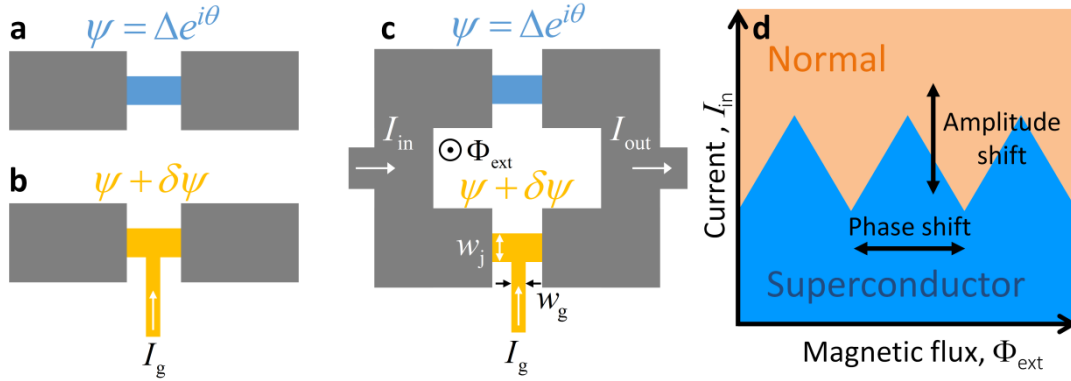 a
ψ = Δe^{iθ}
b
ψ + δψ
I_g
c
ψ = Δe^{iθ}
I_in
I_out
Φ_ext
ψ + δψ
w_j
w_g
I_g
d
Normal
Amplitude
shift
Phase shift
Superconductor
Current , I_in
Magnetic flux, Φ_ext